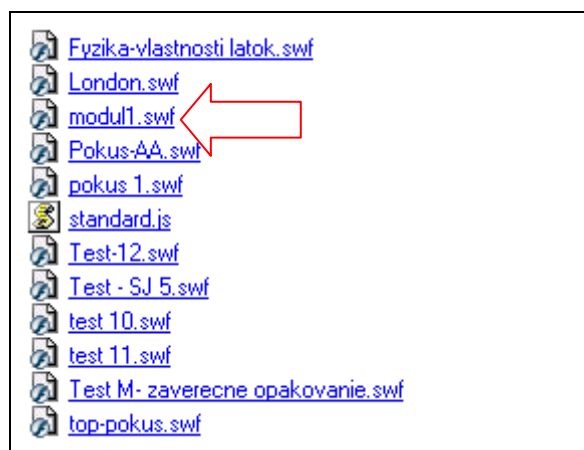 Fyzika-vlastnosti latok.swf
London.swf
modul1.swf
Pokus-AA.swf
pokus 1.swf
standard.js
Test-12.swf
Test - SJ 5.swf
test 10.swf
test 11.swf
Test M- zaverecne opakovanie.swf
top-pokus.swf